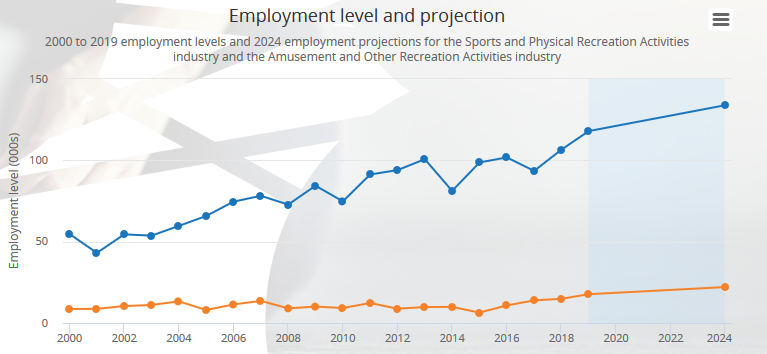 Employment level and projection
2000 to 2019 employment levels and 2024 employment projections for the Sports and Physical Recreation Activities
industry and the Amusement and Other Recreation Activities industry
Employment level (000s)
150
100
50
0
2000 2002 2004 2006 2008 2010 2012 2014 2016 2018 2020 2022 2024